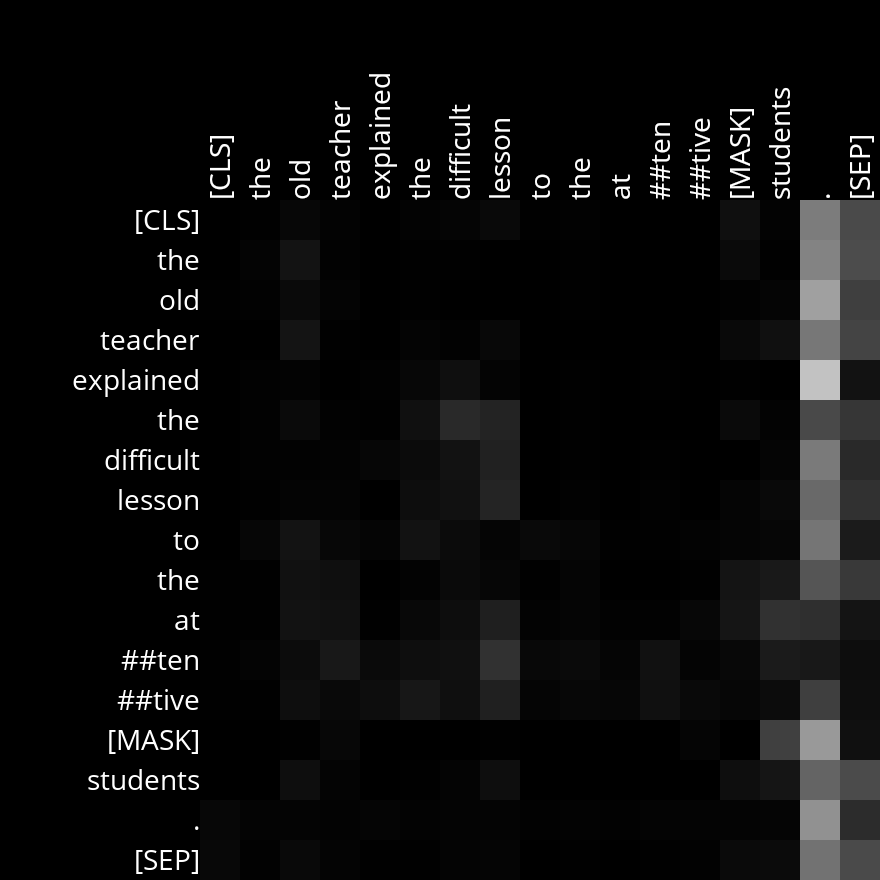 [CLS] the old teacher explained the difficult lesson to the at ##ten ##tive [MASK] students . [SEP]
[CLS]
the
old
teacher
explained
the
difficult
lesson
to
the
at
##ten
##tive
[MASK]
students
.
[SEP]